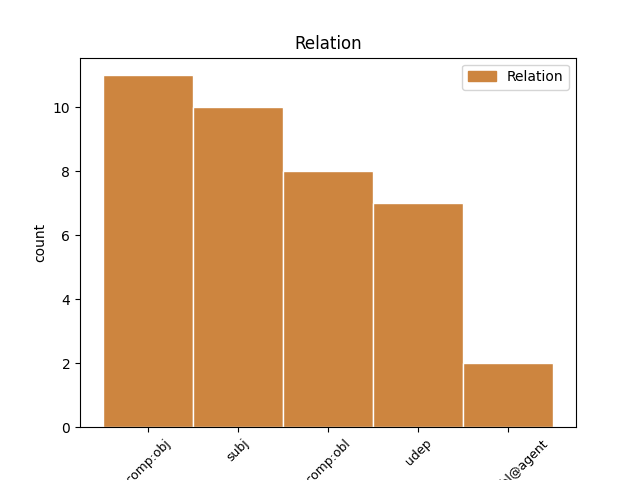 Relation
Relation
count
10
8
6
4
2
0
comp:obj
subj
comp:obl
udep
@agent